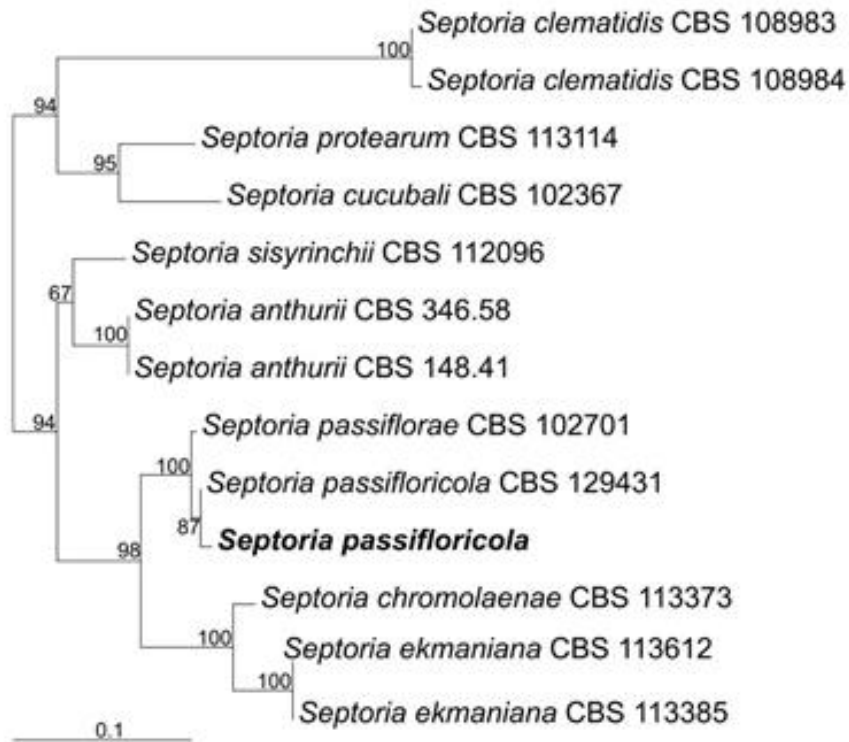 Septoria clematidis CBS 108983
100
Septoria clematidis CBS 108984
94
Septoria protearum CBS 113114
95
Septoria cucubali CBS 102367
Septoria sisyrinchii CBS 112096
67
Septoria anthurii CBS 346.58
100
Septoria anthurii CBS 148.41
94
Septoria passiflorae CBS 102701
100
Septoria passifloricola CBS 129431
87
Septoria passifloricola
98
Septoria chromolaenae CBS 113373
100
Septoria ekmaniana CBS 113612
100
Septoria ekmaniana CBS 113385
0.1